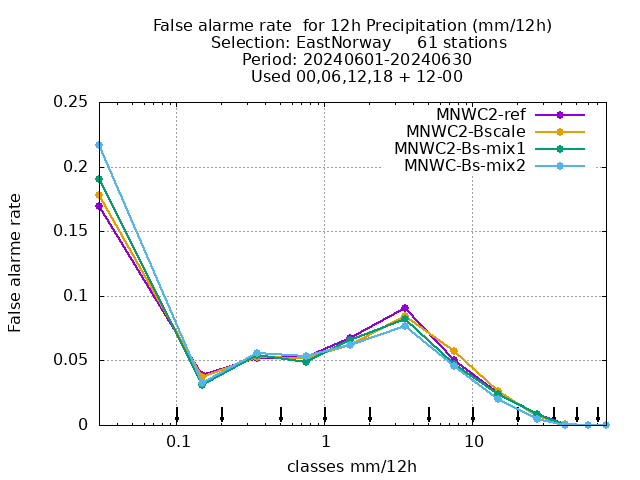 False alarme rate  for 12h Precipitation (mm/12h)
Selection: EastNorway     61 stations
Period: 20240601-20240630
Used 00,06,12,18 + 12-00
0.25
0.2
0.15
0.1
0.05
0
False alarme rate
MNWC2-ref
MNWC2-Bscale
MNWC2-Bs-mix1
MNWC-Bs-mix2
0.1
1
10
classes mm/12h